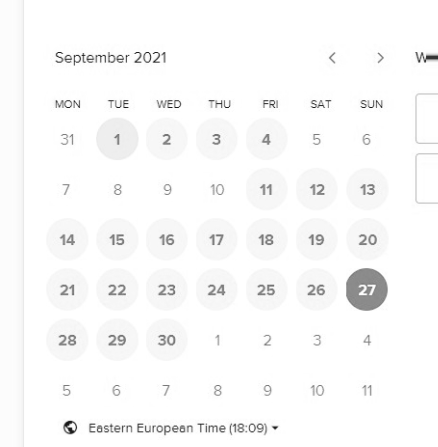 September 2021
MON TUE WED THU FRI SAT SUN
31 1 2 3 4 5 6
7 8 9 10 11 12 13
14 15 16 17 18 19 20
21 22 23 24 25 26 27
28 29 30 1 2 3 4
5 6 7 8 9 10 11
Eastern European Time (18:09)